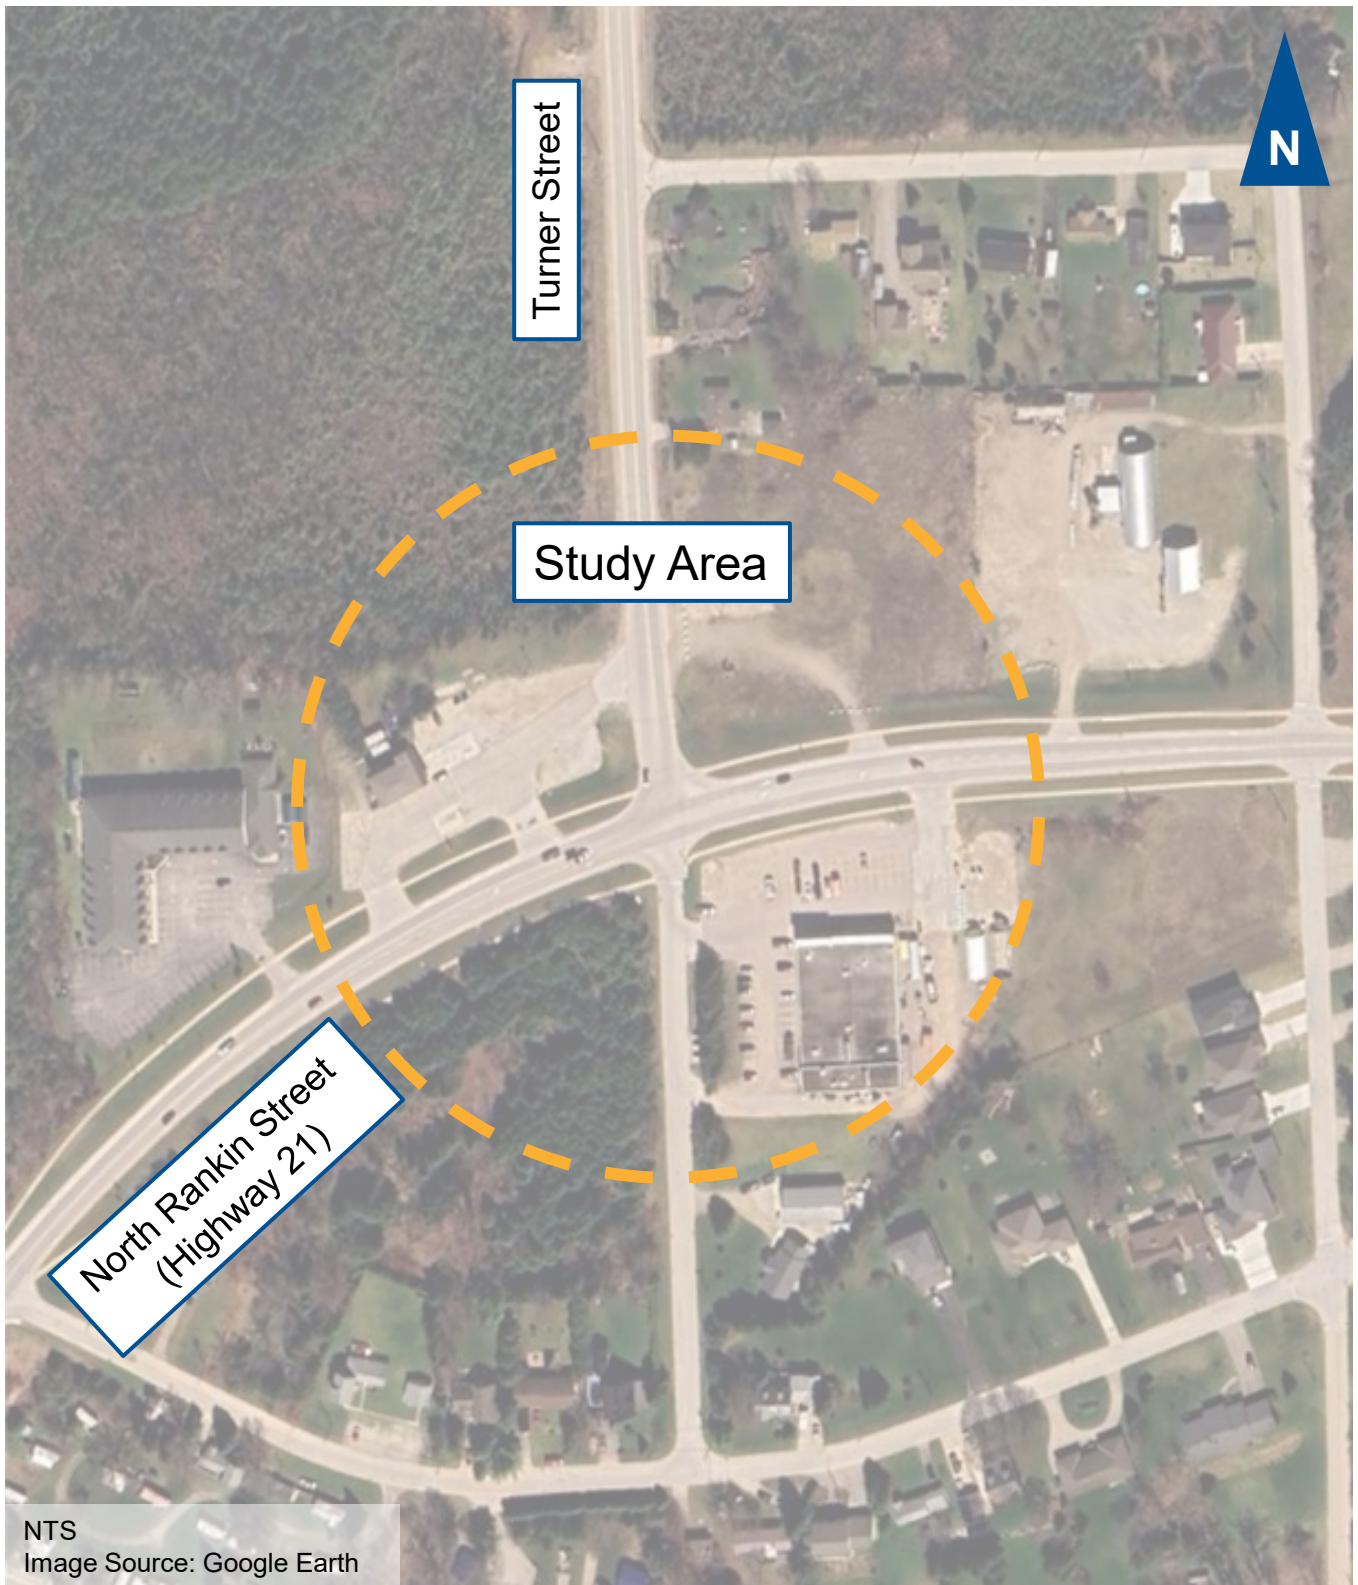 Turner Street
N
Study Area
North Rankin Street
(Highway 21)
NTS
Image Source: Google Earth